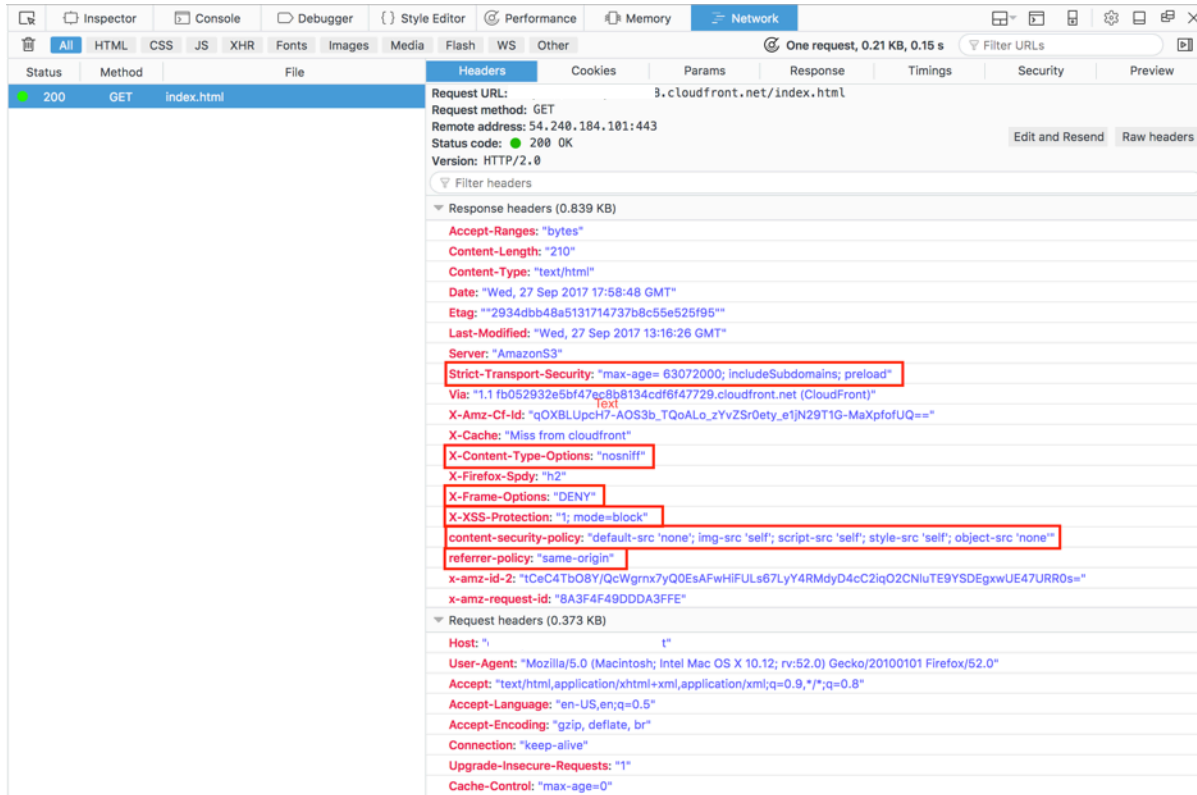 Inspector Console Debugger { } Style Editor Performance Memory Network
All HTML CSS JS XHR Fonts Images Media Flash WS Other One request, 0.21 KB, 0.15 s Filter URLs
Status Method File Headers Cookies Params Response Timings Security Preview
200 GET index.html
Request URL: 3.cloudfront.net/index.html
Request method: GET
Remote address: 54.240.184.101:443
Status code: 200 OK Edit and Resend Raw headers
Version: HTTP/2.0
Filter headers
Response headers (0.839 KB)
Accept-Ranges: "bytes"
Content-Length: "210"
Content-Type: "text/html"
Date: "Wed, 27 Sep 2017 17:58:48 GMT"
Etag: ""2934dbb48a5131714737b8c55e525f95""
Last-Modified: "Wed, 27 Sep 2017 13:16:26 GMT"
Server: "AmazonS3"
Strict-Transport-Security: "max-age= 63072000; includeSubdomains; preload"
Via: "1.1 fb052932e5bf47ec8b8134cdf6f47729.cloudfront.net (CloudFront)"
Text
X-Amz-Cf-Id: "qOXBLUpcH7-AOS3b_TQoALo_zYvZSr0ety_e1jN29T1G-MaXpfofUQ=="
X-Cache: "Miss from cloudfront"
X-Content-Type-Options: "nosniff"
X-Firefox-Spdy: "h2"
X-Frame-Options: "DENY"
X-XSS-Protection: "1; mode=block"
content-security-policy: "default-src 'none'; img-src 'self'; script-src 'self'; style-src 'self'; object-src 'none'"
referrer-policy: "same-origin"
x-amz-id-2: "tCeC4TbO8Y/QcWgrnx7yQ0EsAFwHiFULs67LyY4RMdyD4cC2iqO2CNluTE9YSDEgxwUE47URR0s="
x-amz-request-id: "8A3F4F49DDDA3FFE"
Request headers (0.373 KB)
Host: " t"
User-Agent: "Mozilla/5.0 (Macintosh; Intel Mac OS X 10.12; rv:52.0) Gecko/20100101 Firefox/52.0"
Accept: "text/html,application/xhtml+xml,application/xml;q=0.9,*/*;q=0.8"
Accept-Language: "en-US,en;q=0.5"
Accept-Encoding: "gzip, deflate, br"
Connection: "keep-alive"
Upgrade-Insecure-Requests: "1"
Cache-Control: "max-age=0"